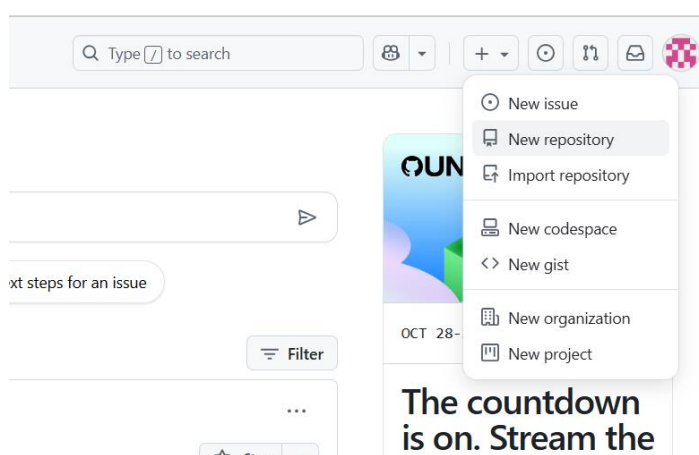 Type / to search
New issue
New repository
Import repository
New codespace
New gist
New organization
New project
OUN
xt steps for an issue
OCT 28-
Filter
The countdown
is on. Stream the